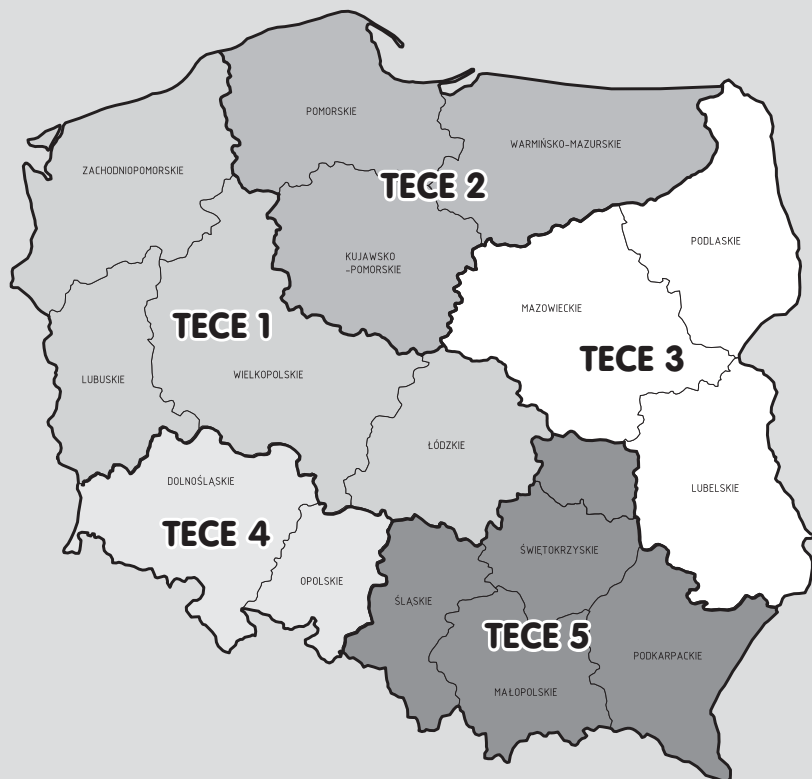 POMORSKIE
WARMIŃSKO-MAZURSKIE
ZACHODNIOPOMORSKIE
TECE 2
PODLASKIE
KUJAWSKO
-POMORSKIE
MAZOWIECKIE
TECE 1
TECE 3
LUBUSKIE
WIELKOPOLSKIE
ŁÓDZKIE
DOLNOŚLĄSKIE
LUBELSKIE
TECE 4
ŚWIĘTOKRZYSKIE
OPOLSKIE
ŚLĄSKIE
TECE 5
PODKARPACKIE
MAŁOPOLSKIE